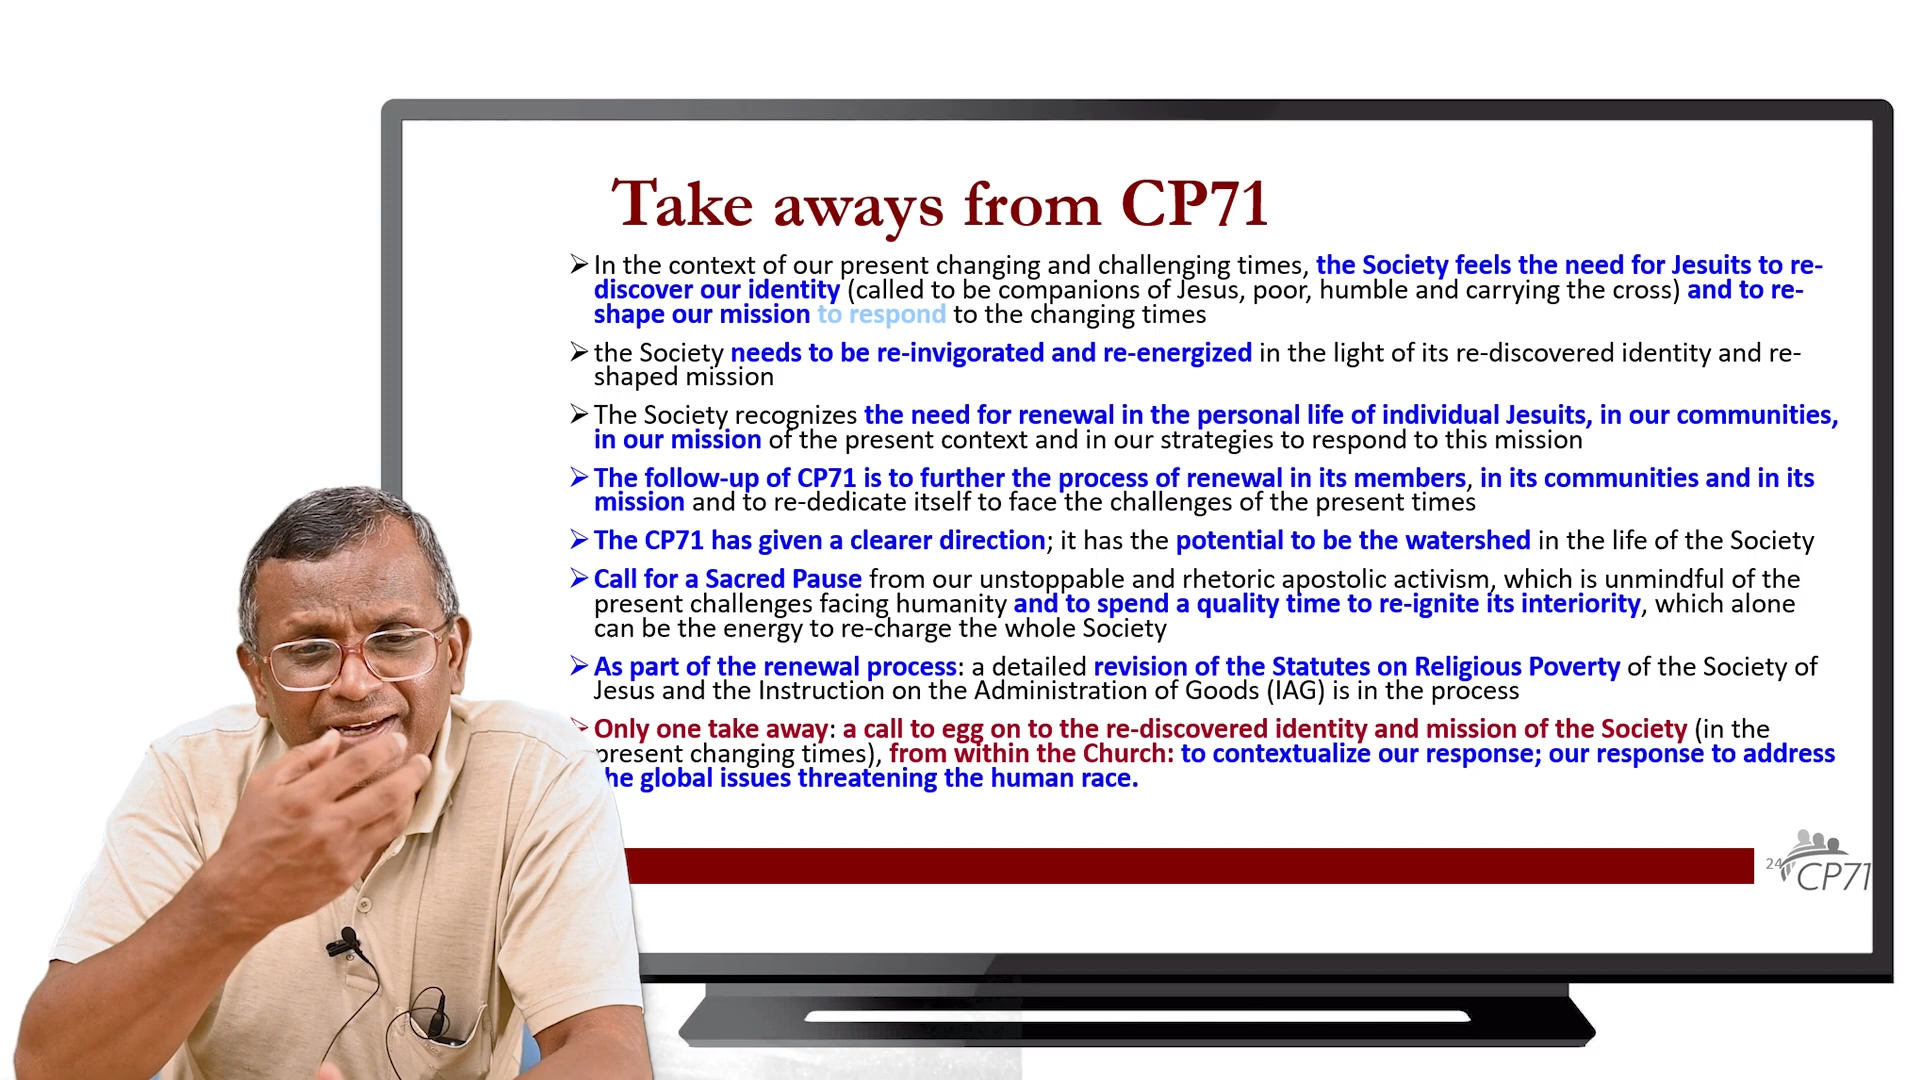 Take aways from CP71
➢ In the context of our present changing and challenging times, the Society feels the need for Jesuits to re-
discover our identity (called to be companions of Jesus, poor, humble and carrying the cross) and to re-
shape our mission to respond to the changing times
➢ the Society needs to be re-invigorated and re-energized in the light of its re-discovered identity and re-
shaped mission
➢ The Society recognizes the need for renewal in the personal life of individual Jesuits, in our communities,
in our mission of the present context and in our strategies to respond to this mission
➢ The follow-up of CP71 is to further the process of renewal in its members, in its communities and in its
mission and to re-dedicate itself to face the challenges of the present times
➢ The CP71 has given a clearer direction; it has the potential to be the watershed in the life of the Society
➢ Call for a Sacred Pause from our unstoppable and rhetoric apostolic activism, which is unmindful of the
present challenges facing humanity and to spend a quality time to re-ignite its interiority, which alone
can be the energy to re-charge the whole Society
➢ As part of the renewal process: a detailed revision of the Statutes on Religious Poverty of the Society of
Jesus and the Instruction on the Administration of Goods (IAG) is in the process
➢ Only one take away: a call to egg on to the re-discovered identity and mission of the Society (in the
present changing times), from within the Church: to contextualize our response; our response to address
he global issues threatening the human race.
24
CP71